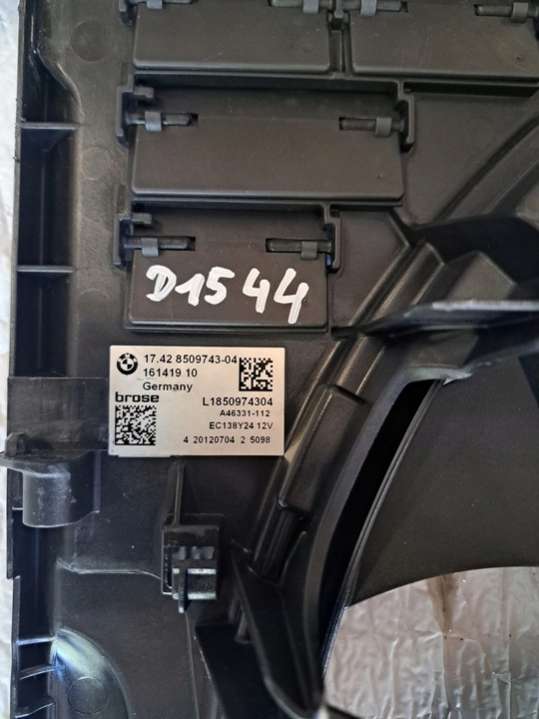 D1544
17.42 8509743-04
161419 10
Germany
brose
L1850974304
A46331-112
EC138Y24 12V
4 20120704 2 5098